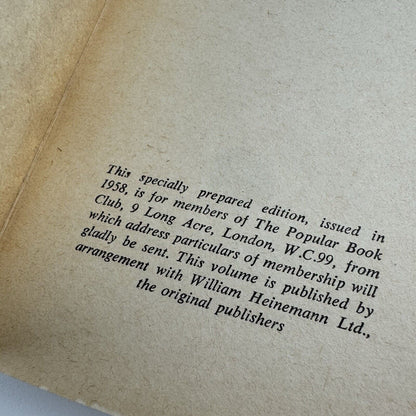 This specially prepared edition, issued in
1958, is for members of The Popular Book
Club, 9 Long Acre, London, W.C.99, from
which address particulars of membership will
gladly be sent. This volume is published by
arrangement with William Heinemann Ltd.,
the original publishers